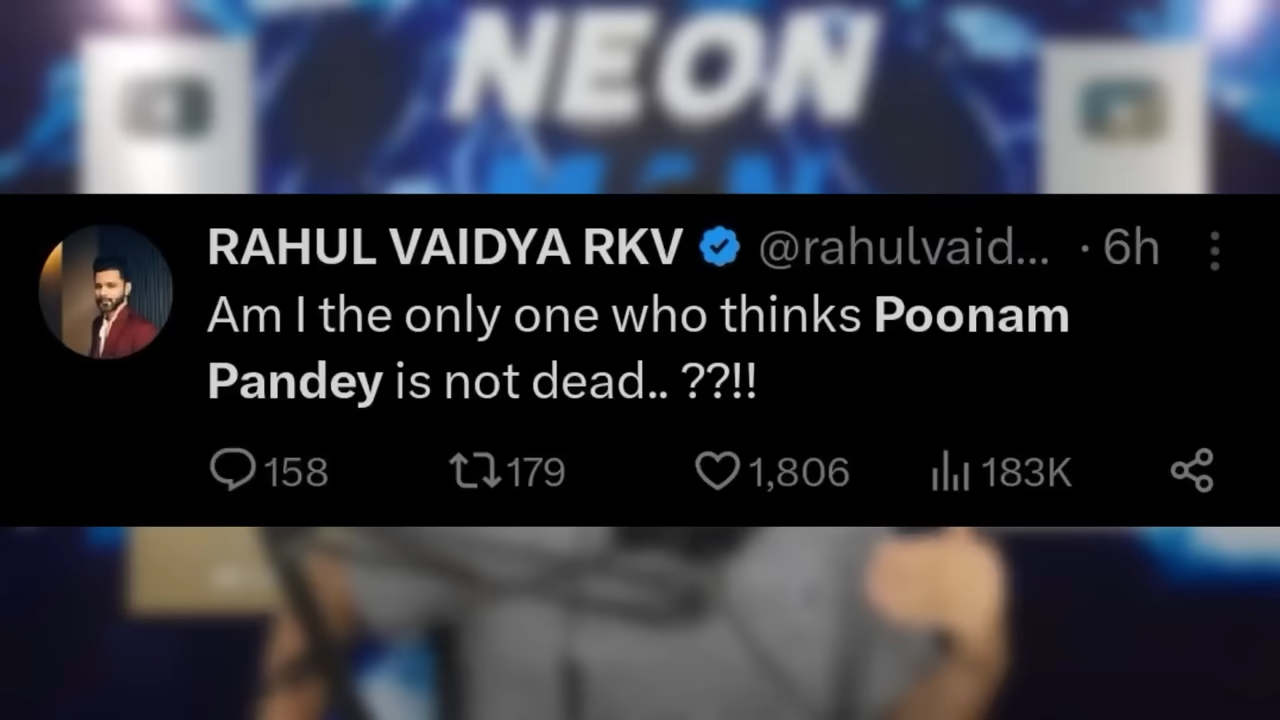 NEON
MAN
RAHUL VAIDYA RKV @rahulvaid... · 6h
Am I the only one who thinks Poonam
Pandey is not dead.. ??!!
158 179 1,806 183K